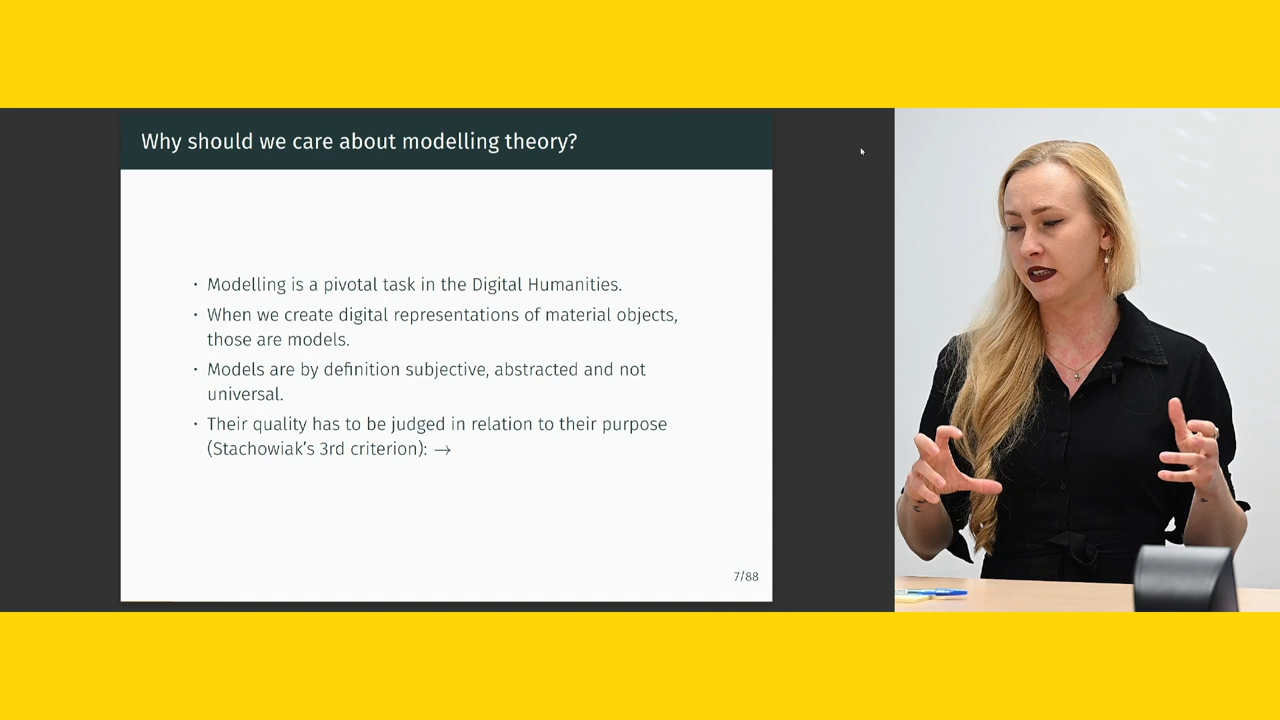 Why should we care about modelling theory?
· Modelling is a pivotal task in the Digital Humanities.
· When we create digital representations of material objects,
those are models.
· Models are by definition subjective, abstracted and not
universal.
· Their quality has to be judged in relation to their purpose
(Stachowiak's 3rd criterion): →
7/88